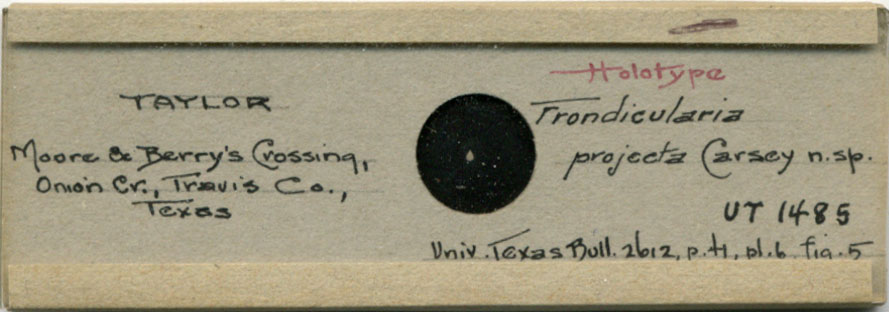 TAYLOR
Moore & Berry's Crossing,
Onion Cr., Travis Co.,
Texas
Holotype
Frondicularia
projecta Carsey n.sp.
UT 1485
Univ. Texas Bull. 2612, p. 41, pl. 6 fig. 5